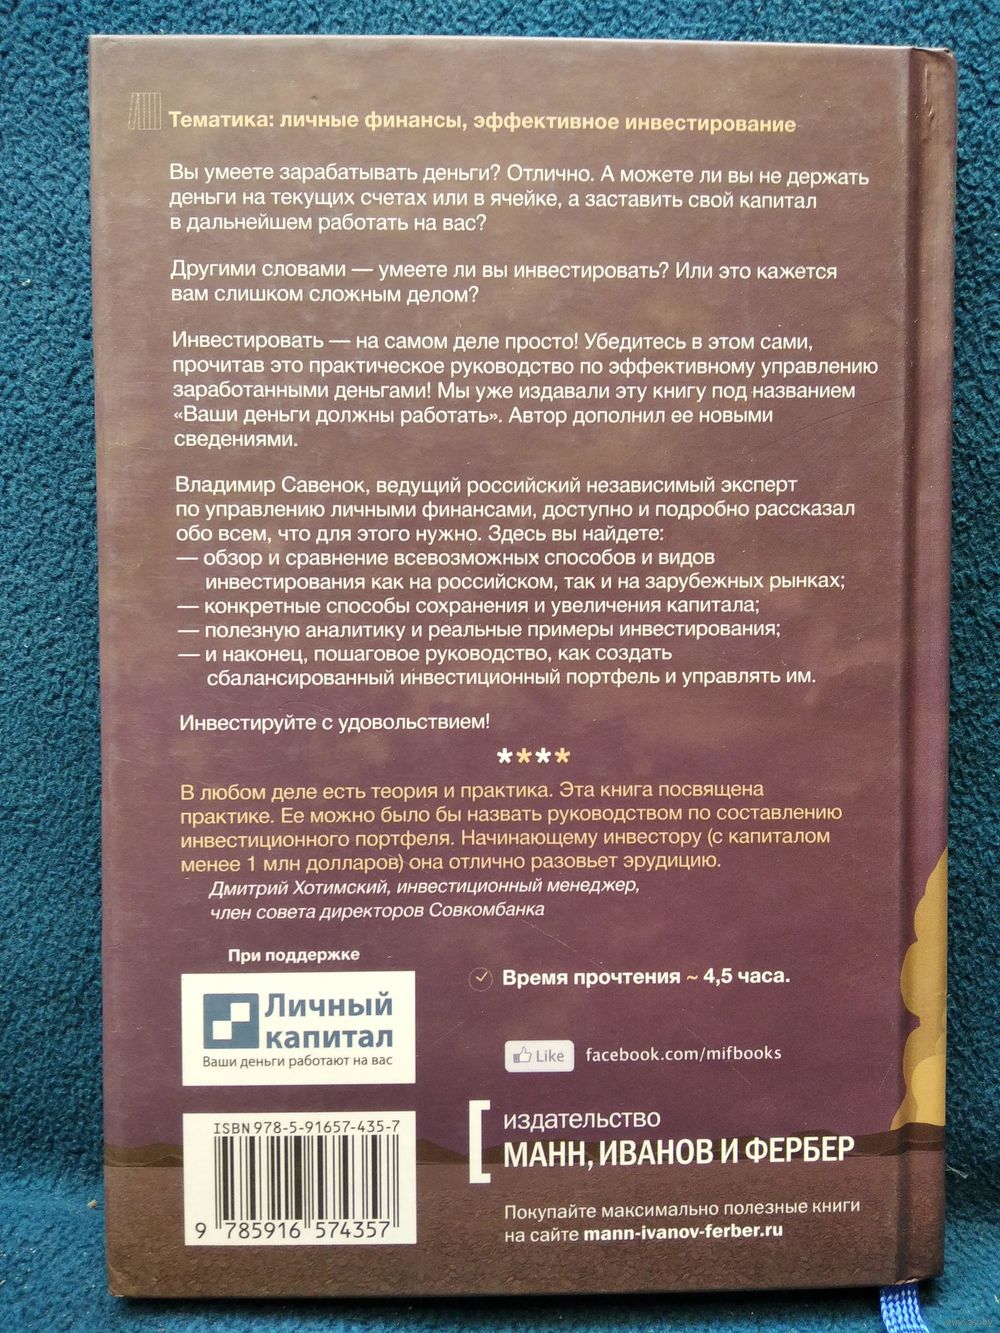 Тематика: личные финансы, эффективное инвестирование
Вы умеете зарабатывать деньги? Отлично. А можете ли вы не держать
деньги на текущих счетах или в ячейке, а заставить свой капитал
в дальнейшем работать на вас?
Другими словами — умеете ли вы инвестировать? Или это кажется
вам слишком сложным делом?
Инвестировать — на самом деле просто! Убедитесь в этом сами,
прочитав это практическое руководство по эффективному управлению
заработанными деньгами! Мы уже издавали эту книгу под названием
«Ваши деньги должны работать». Автор дополнил ее новыми
сведениями.
Владимир Савенок, ведущий российский независимый эксперт
по управлению личными финансами, доступно и подробно рассказал
обо всем, что для этого нужно. Здесь вы найдете:
— обзор и сравнение всевозможных способов и видов
инвестирования как на российском, так и на зарубежных рынках;
— конкретные способы сохранения и увеличения капитала;
— полезную аналитику и реальные примеры инвестирования;
— и наконец, пошаговое руководство, как создать
сбалансированный инвестиционный портфель и управлять им.
Инвестируйте с удовольствием!
****
В любом деле есть теория и практика. Эта книга посвящена
практике. Ее можно было бы назвать руководством по составлению
инвестиционного портфеля. Начинающему инвестору (с капиталом
менее 1 млн долларов) она отлично разовьет эрудицию.
Дмитрий Хотимский, инвестиционный менеджер,
член совета директоров Совкомбанка
При поддержке
Личный
капитал
Ваши деньги работают на вас
Время прочтения ~ 4,5 часа.
Like facebook.com/mifbooks
ISBN 978-5-91657-435-7
9 785916 574357
издательство
МАНН, ИВАНОВ И ФЕРБЕР
Покупайте максимально полезные книги
на сайте mann-ivanov-ferber.ru